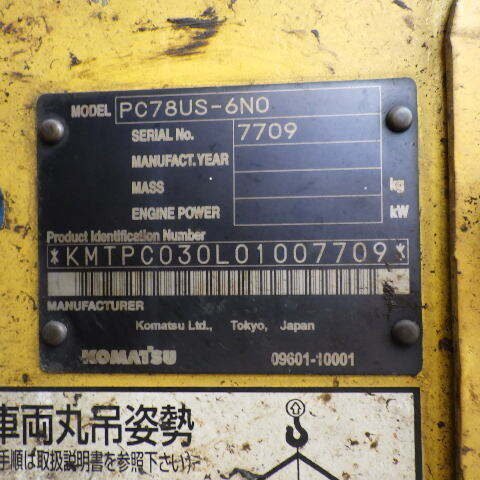 MODEL PC78US-6N0
SERIAL No. 7709
MANUFACT.YEAR
MASS kg
ENGINE POWER kW
Product Identification Number
*KMTPC030L01007709*
MANUFACTURER
Komatsu Ltd., Tokyo, Japan
KOMATSU 09601-10001
車両丸吊姿勢
手順は取扱説明書を参照下さい